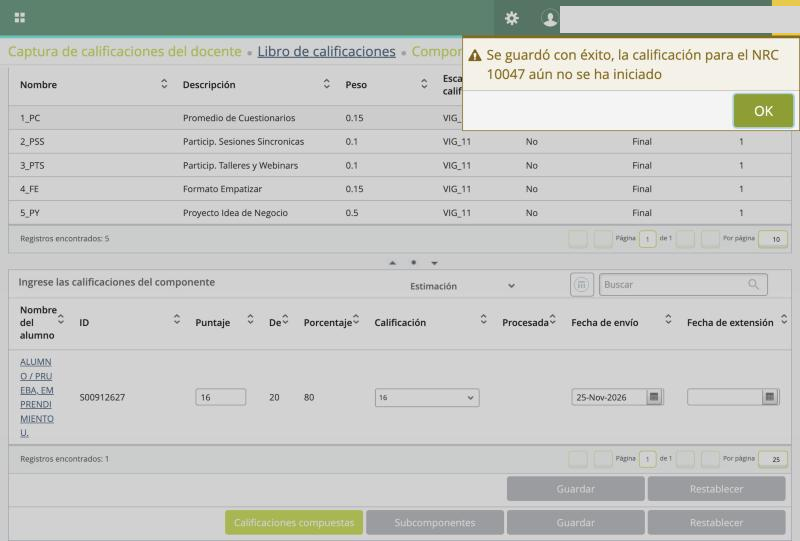 Captura de calificaciones del docente • Libro de calificaciones •
Se guardó con éxito, la calificación para el NRC
10047 aún no se ha iniciado
OK
Nombre Descripción Peso
1_PC Promedio de Cuestionarios 0.15
2_PSS Particip. Sesiones Sincronicas 0.1 VIG_11 No Final 1
3_PTS Particip. Talleres y Webinars 0.1 VIG_11 No Final 1
4_FE Formato Empatizar 0.15 VIG_11 No Final 1
5_PY Proyecto Idea de Negocio 0.5 VIG_11 No Final 1
Registros encontrados: 5 Página 1 de 1 Por página 10
Ingrese las calificaciones del componente Estimación Buscar
Nombre del alumno ID Puntaje De Porcentaje Calificación Procesada Fecha de envío Fecha de extensión
ALUMN
O / PRU
EBA, EM
PRENDI
MIENTO
U.
S00912627 16 20 80 16 25-Nov-2026
Registros encontrados: 1 Página 1 de 1 Por página 25
Guardar Restablecer
Calificaciones compuestas Subcomponentes Guardar Restablecer